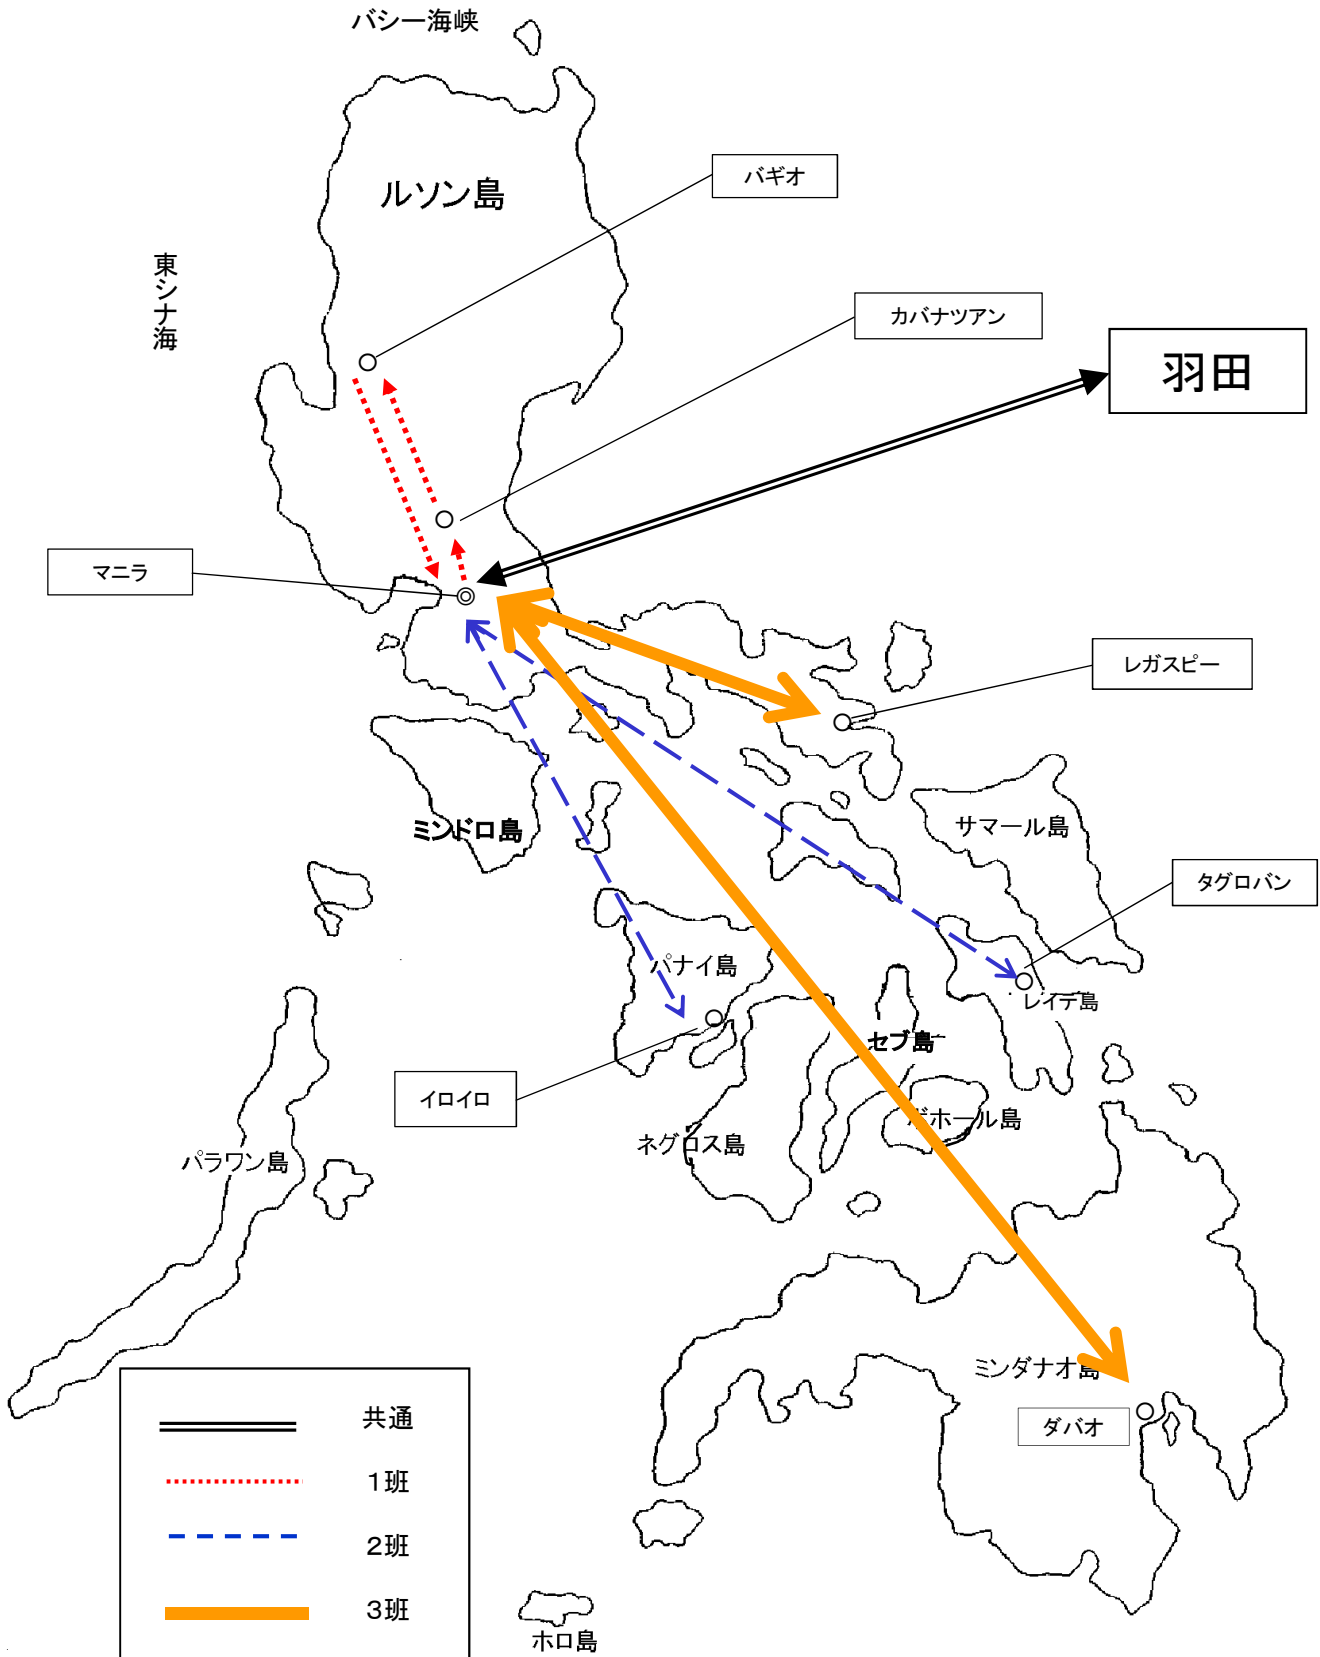 バシー海峡
ルソン島
バギオ
東シナ海
カバナツアン
羽田
マニラ
レガスピー
ミンドロ島
サマール島
タグロバン
パナイ島
レイテ島
セブ島
イロイロ
ボホール島
ネグロス島
パラワン島
ミンダナオ島
ダバオ
共通
1班
2班
3班
ホロ島